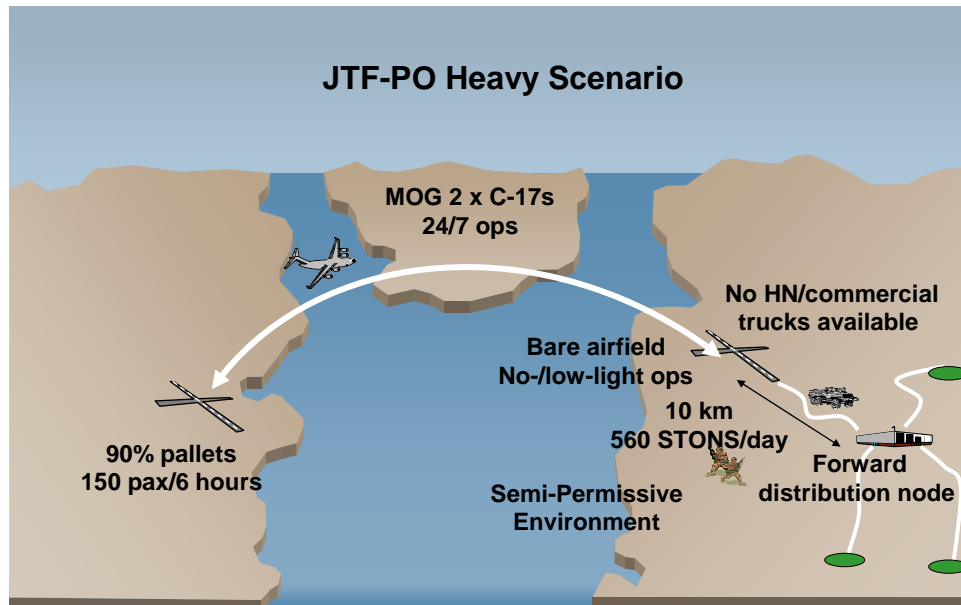 JTF-PO Heavy Scenario
MOG 2 x C-17s
24/7 ops
No HN/commercial
trucks available
Bare airfield
No-/low-light ops
10 km
560 STONS/day
90% pallets
150 pax/6 hours
Forward
distribution node
Semi-Permissive
Environment